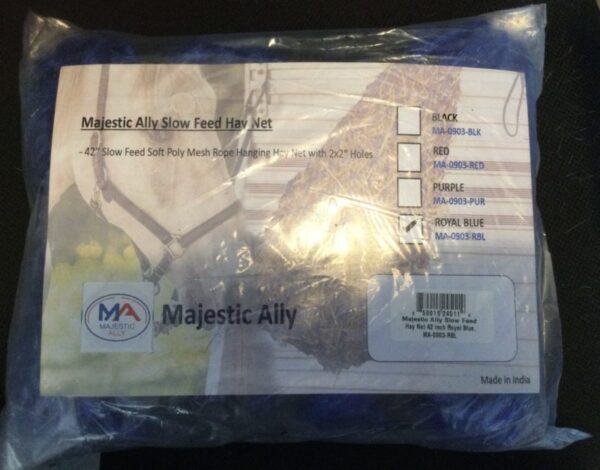 Majestic Ally Slow Feed Hay Net
- 42" Slow Feed Soft Poly Mesh Rope Hanging Hay Net with 2x2" Holes
BLACK
MA-0903-BLK
RED
MA-0903-RED
PURPLE
MA-0903-PUR
ROYAL BLUE
MA-0903-RBL
MA
MAJESTIC
ALLY
Majestic Ally
Majestic Ally Slow Feed
Hay Net 42 inch Royal Blue,
MA-0903-RBL
Made in India